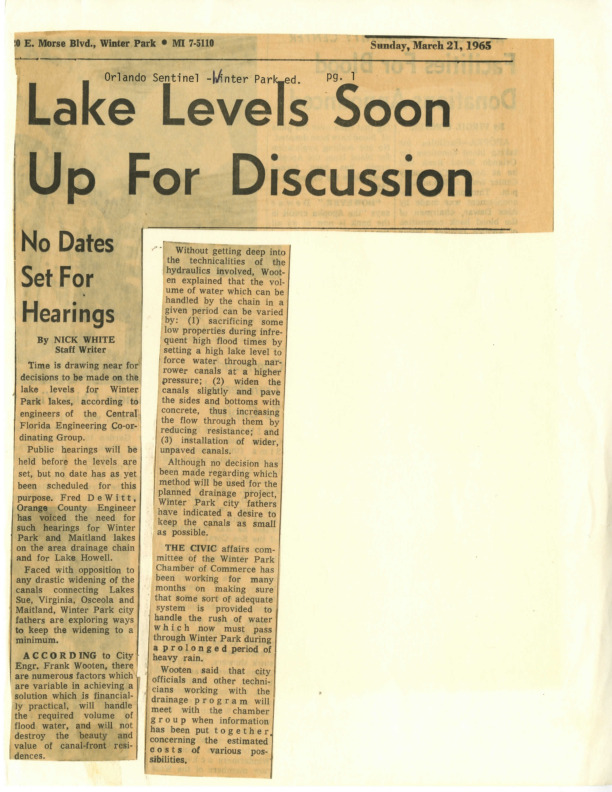 0 E. Morse Blvd., Winter Park • MI 7-5110
Sunday, March 21, 1965
Orlando Sentinel -Winter Park ed. pg. 1
Lake Levels Soon
Up For Discussion
No Dates
Set For
Hearings
By NICK WHITE
Staff Writer
Time is drawing near for
decisions to be made on the
lake levels for Winter
Park lakes, according to
engineers of the Central
Florida Engineering Co-or-
dinating Group.
Public hearings will be
held before the levels are
set, but no date has as yet
been scheduled for this
purpose. Fred DeWitt,
Orange County Engineer
has voiced the need for
such hearings for Winter
Park and Maitland lakes
on the area drainage chain
and for Lake Howell.
Faced with opposition to
any drastic widening of the
canals connecting Lakes
Sue, Virginia, Osceola and
Maitland, Winter Park city
fathers are exploring ways
to keep the widening to a
minimum.
ACCORDING to City
Engr. Frank Wooten, there
are numerous factors which
are variable in achieving a
solution which is financial-
ly practical, will handle
the required volume of
flood water, and will not
destroy the beauty and
value of canal-front resi-
dences.
Without getting deep into
the technicalities of the
hydraulics involved, Woot-
en explained that the vol-
ume of water which can be
handled by the chain in a
given period can be varied
by: (1) sacrificing some
low properties during infre-
quent high flood times by
setting a high lake level to
force water through nar-
rower canals at a higher
pressure; (2) widen the
canals slightly and pave
the sides and bottoms with
concrete, thus increasing
the flow through them by
reducing resistance; and
(3) installation of wider,
unpaved canals.
Although no decision has
been made regarding which
method will be used for the
planned drainage project,
Winter Park city fathers
have indicated a desire to
keep the canals as small
as possible.
THE CIVIC affairs com-
mittee of the Winter Park
Chamber of Commerce has
been working for many
months on making sure
that some sort of adequate
system is provided to
handle the rush of water
which now must pass
through Winter Park during
a prolonged period of
heavy rain.
Wooten said that city
officials and other techni-
cians working with the
drainage program will
meet with the chamber
group when information
has been put together
concerning the estimated
costs of various pos-
sibilities.